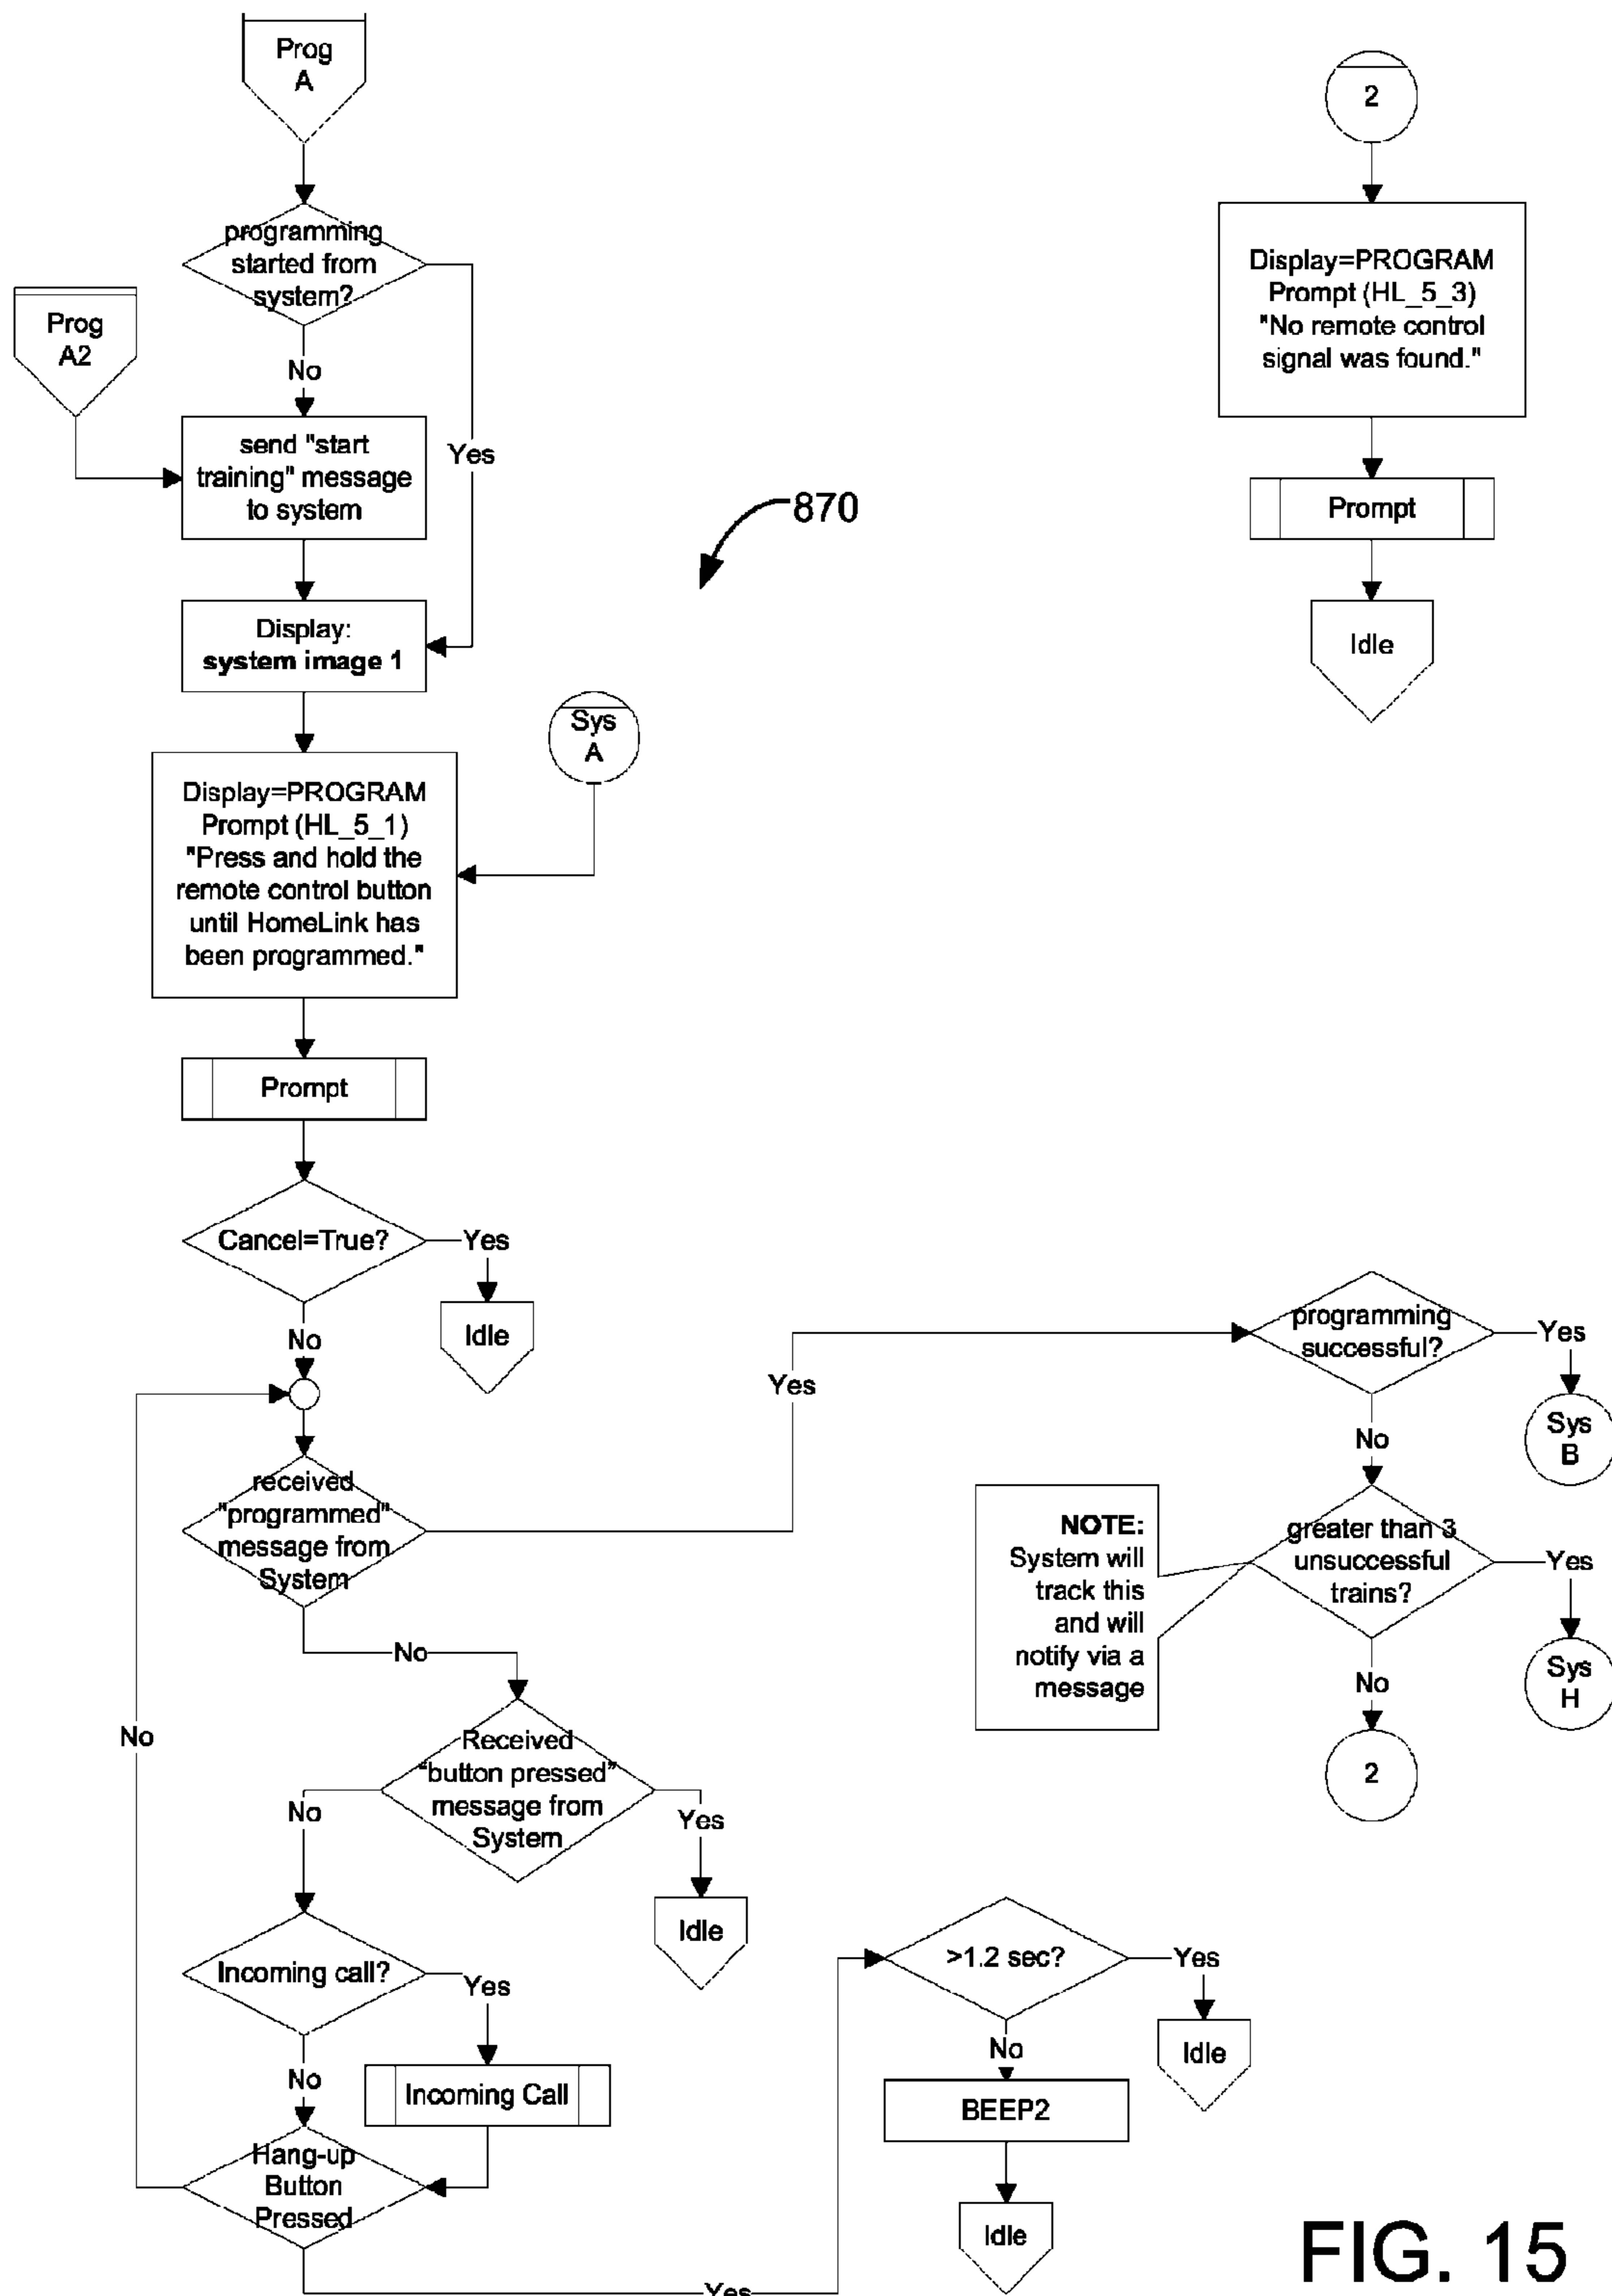 Prog
A
programming
started from
system?
No
Yes
Prog
A2
send "start
training" message
to system
Display:
system image 1
Sys
A
Display=PROGRAM
Prompt (HL_5_1)
"Press and hold the
remote control button
until HomeLink has
been programmed."
Prompt
Cancel=True?
Yes
Idle
No
received
"programmed"
message from
System
Yes
No
Received
"button pressed"
message from
System
Yes
Idle
No
Incoming call?
Yes
Incoming Call
No
Hang-up
Button
Pressed
No
Yes
>1.2 sec?
Yes
Idle
No
BEEP2
Idle
870
2
Display=PROGRAM
Prompt (HL_5_3)
"No remote control
signal was found."
Prompt
Idle
programming
successful?
Yes
Sys
B
No
greater than 3
unsuccessful
trains?
Yes
Sys
H
No
2
NOTE:
System will
track this
and will
notify via a
message
FIG. 15